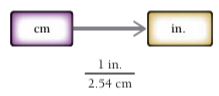 cm
in.
1 in.
2.54 cm